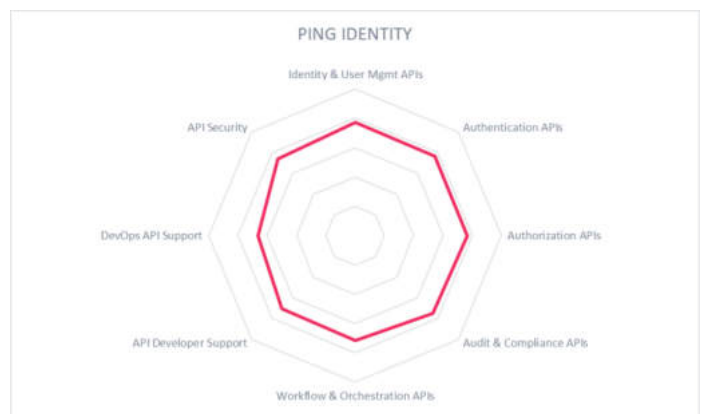 PING IDENTITY
Identity & User Mgmt APIs
API Security
Authentication APIs
DevOps API Support
Authorization APIs
API Developer Support
Audit & Compliance APIs
Workflow & Orchestration APIs